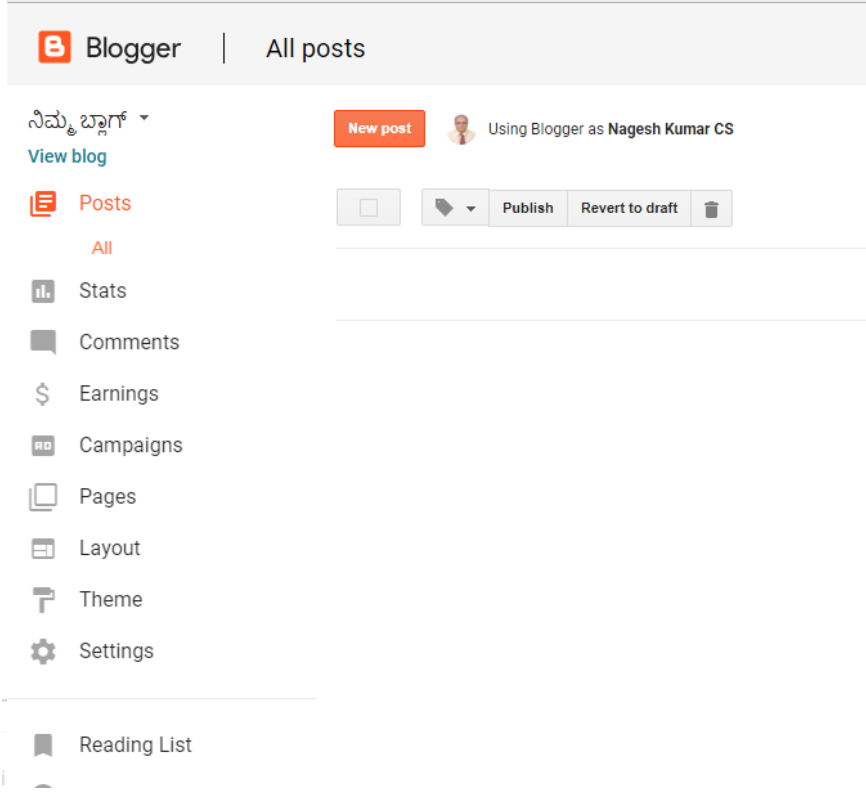 Blogger | All posts
ನಿಮ್ಮ ಬ್ಲಾಗ್
View blog
New post
Using Blogger as Nagesh Kumar CS
Posts
Publish
Revert to draft
All
Stats
Comments
Earnings
Campaigns
Pages
Layout
Theme
Settings
Reading List